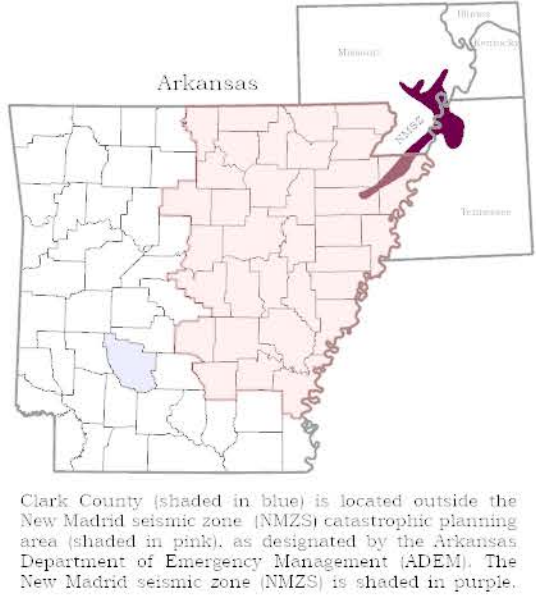 Illinois
Missouri
Kentucky
Arkansas
NMSZ
Tennessee
Clark County (shaded in blue) is located outside the
New Madrid seismic zone (NMZS) catastrophic planning
area (shaded in pink), as designated by the Arkansas
Department of Emergency Management (ADEM). The
New Madrid seismic zone (NMZS) is shaded in purple.